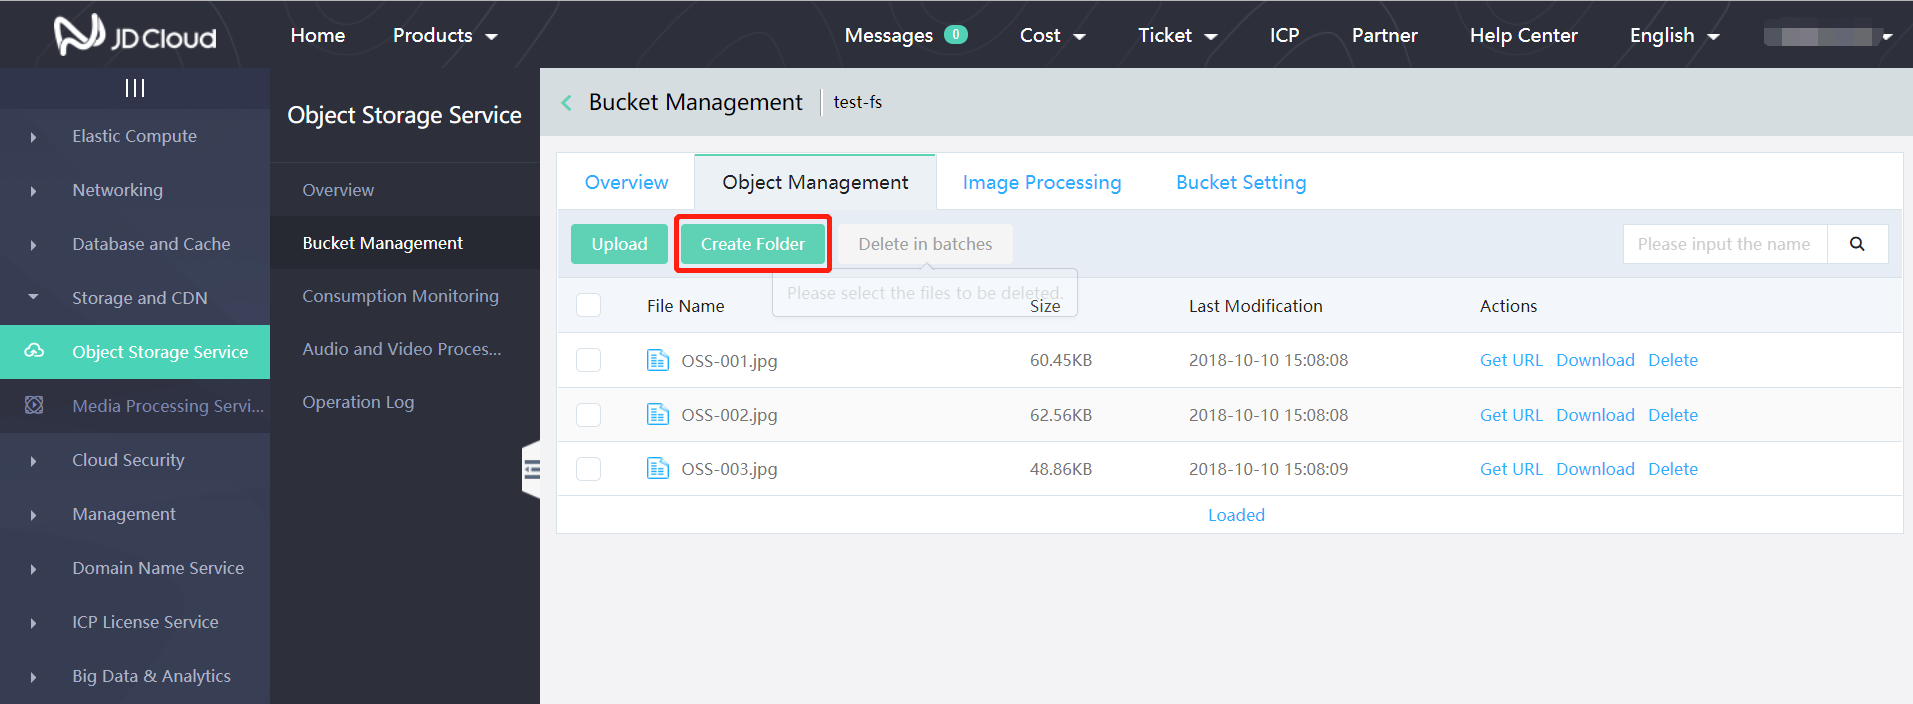 JD Cloud Home Products Messages 0 Cost Ticket ICP Partner Help Center English
Elastic Compute
Networking
Database and Cache
Storage and CDN
Object Storage Service
Media Processing Servi...
Cloud Security
Management
Domain Name Service
ICP License Service
Big Data & Analytics
Object Storage Service
Overview
Bucket Management
Consumption Monitoring
Audio and Video Proces...
Operation Log
Bucket Management test-fs
Overview Object Management Image Processing Bucket Setting
Upload Create Folder Delete in batches Please input the name
Please select the files to be deleted.
File Name Size Last Modification Actions
OSS-001.jpg 60.45KB 2018-10-10 15:08:08 Get URL Download Delete
OSS-002.jpg 62.56KB 2018-10-10 15:08:08 Get URL Download Delete
OSS-003.jpg 48.86KB 2018-10-10 15:08:09 Get URL Download Delete
Loaded